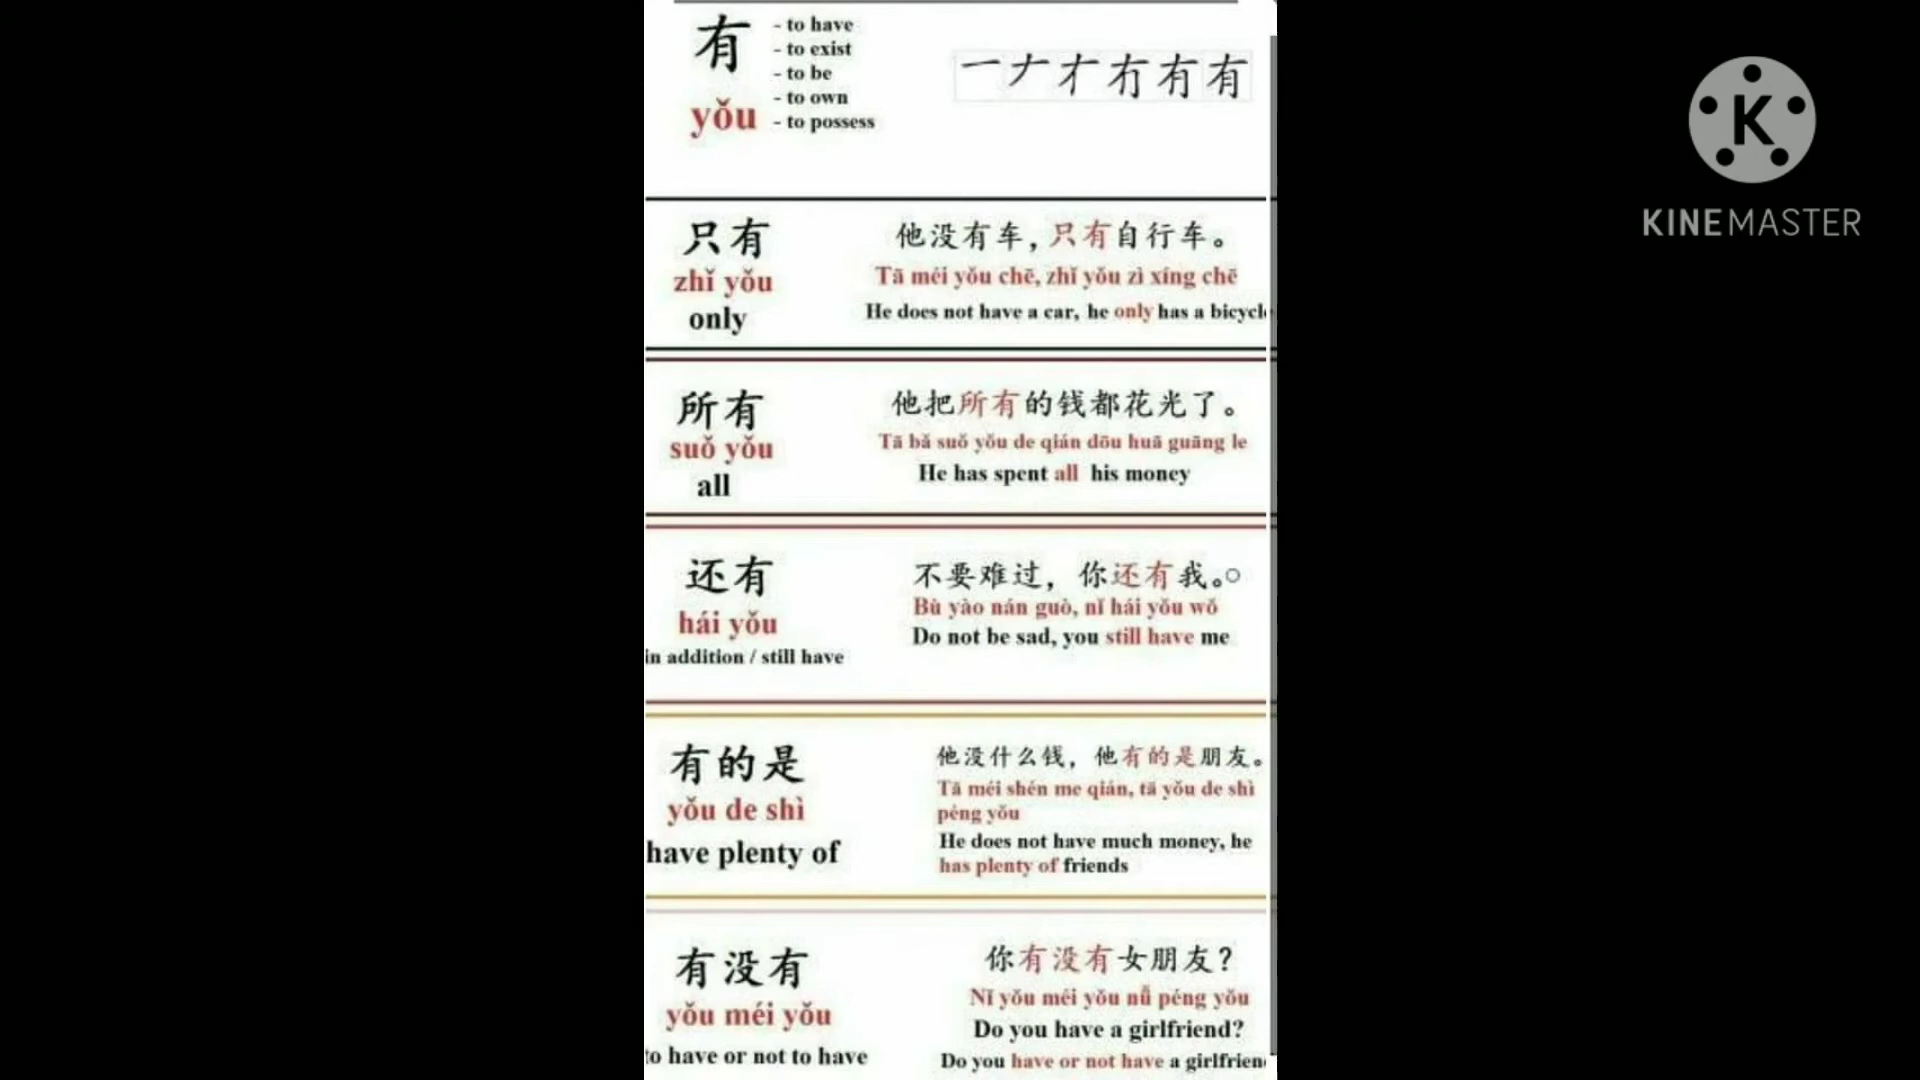 有
yǒu
- to have
- to exist
- to be
- to own
- to possess
一 ナ 才 冇 有 有
只有
zhǐ yǒu
only
他没有车,只有自行车。
Tā méi yǒu chē, zhǐ yǒu zì xíng chē
He does not have a car, he only has a bicycl
所有
suǒ yǒu
all
他把所有的钱都花光了。
Tā bǎ suǒ yǒu de qián dōu huā guāng le
He has spent all his money
还有
hái yǒu
in addition / still have
不要难过，你还有我。○
Bù yào nán guò, nǐ hái yǒu wǒ
Do not be sad, you still have me
有的是
yǒu de shì
have plenty of
他没什么钱，他有的是朋友。
Tā méi shén me qián, tā yǒu de shì
péng yǒu
He does not have much money, he
has plenty of friends
有没有
yǒu méi yǒu
to have or not to have
你有没有女朋友?
Nǐ yǒu méi yǒu nǚ péng yǒu
Do you have a girlfriend?
Do you have or not have a girlfrien
K
KINEMASTER